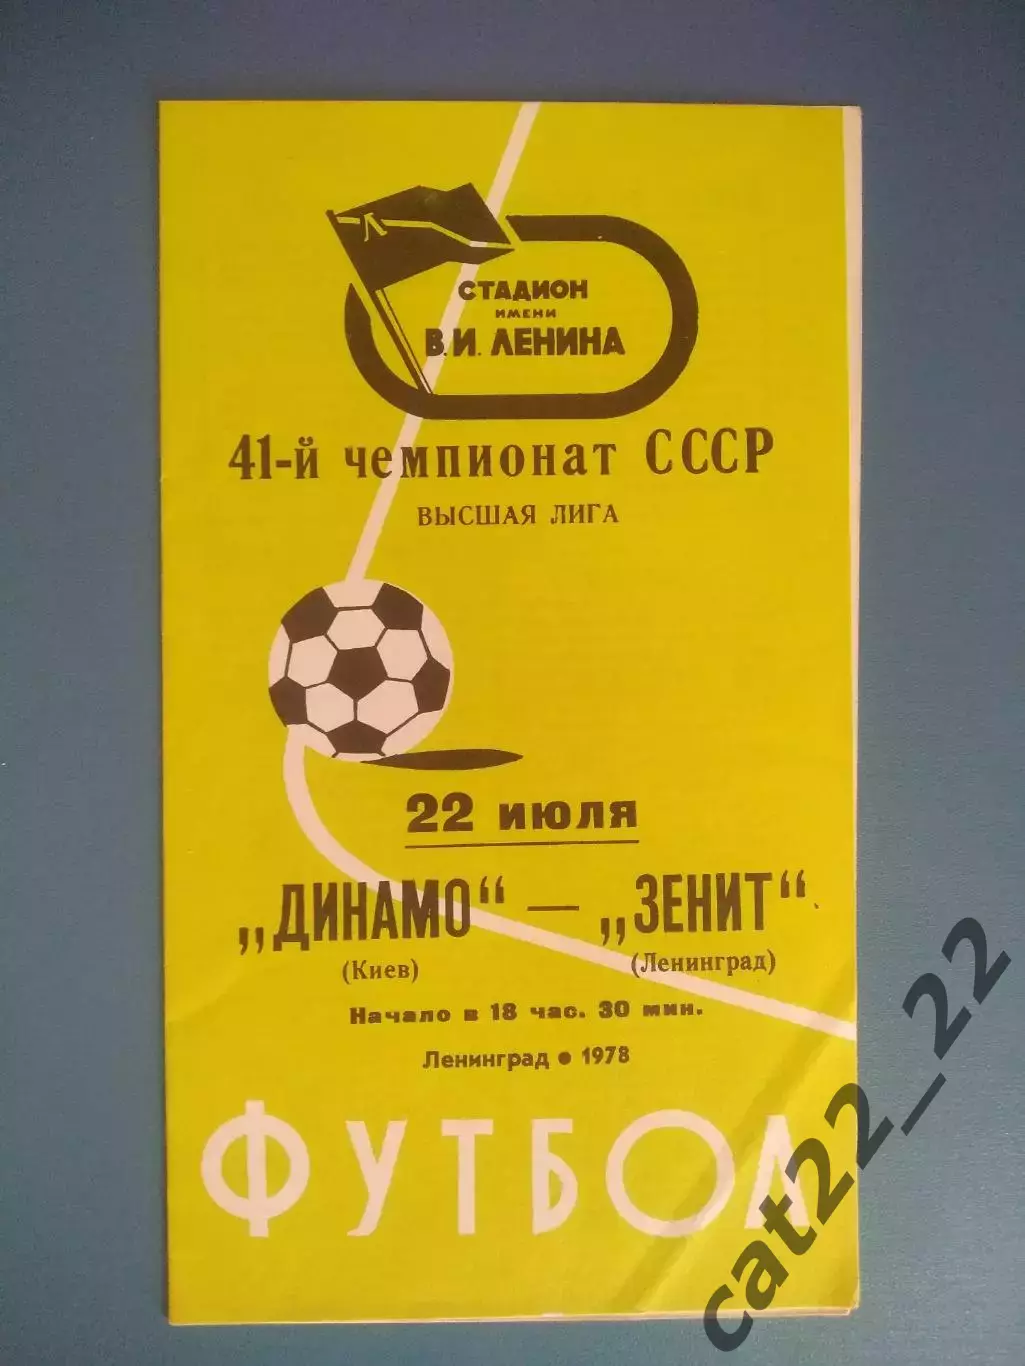 Л
СТАДИОН
ИМЕНИ
В.И. ЛЕНИНА
41-й чемпионат СССР
ВЫСШАЯ ЛИГА
22 июля
„ДИНАМО“ — „ЗЕНИТ“
(Киев) (Ленинград)
Начало в 18 час. 30 мин.
Ленинград • 1978
ФУТБОЛ
cat22_22